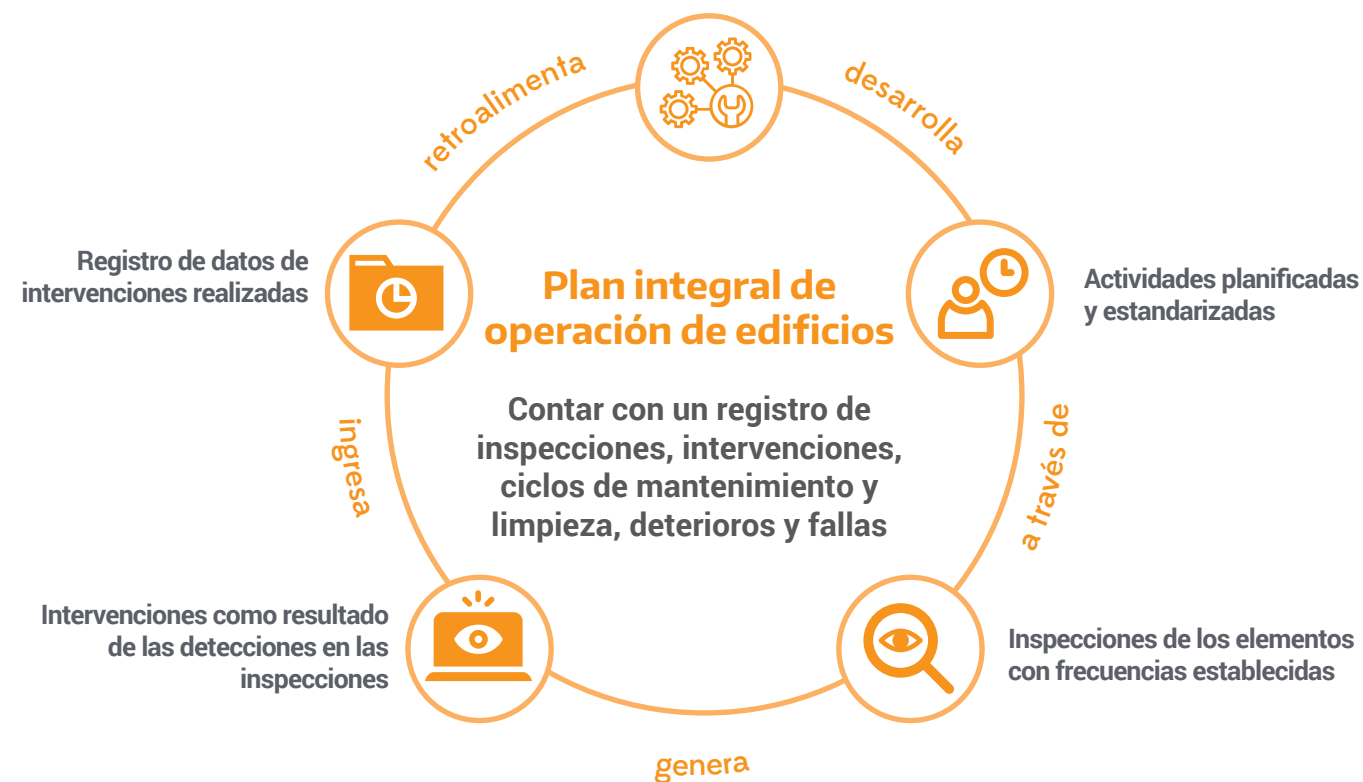 retroalimenta
desarrolla
Registro de datos de
intervenciones realizadas
Plan integral de
operación de edificios
Actividades planificadas
y estandarizadas
Contar con un registro de
inspecciones, intervenciones,
ciclos de mantenimiento y
limpieza, deterioros y fallas
ingresa
a través de
Intervenciones como resultado
de las detecciones en las
inspecciones
Inspecciones de los elementos
con frecuencias establecidas
genera